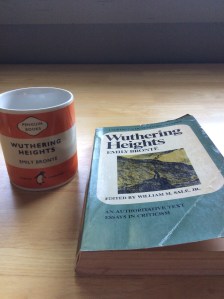 PENGUIN
BOOKS
WUTHERING
HEIGHTS
EMILY BRONTË
Wuthering
Heights
EMILY BRONTË
EDITED BY WILLIAM M. SALE, JR.
AN AUTHORITATIVE TEXT
ESSAYS IN CRITICISM